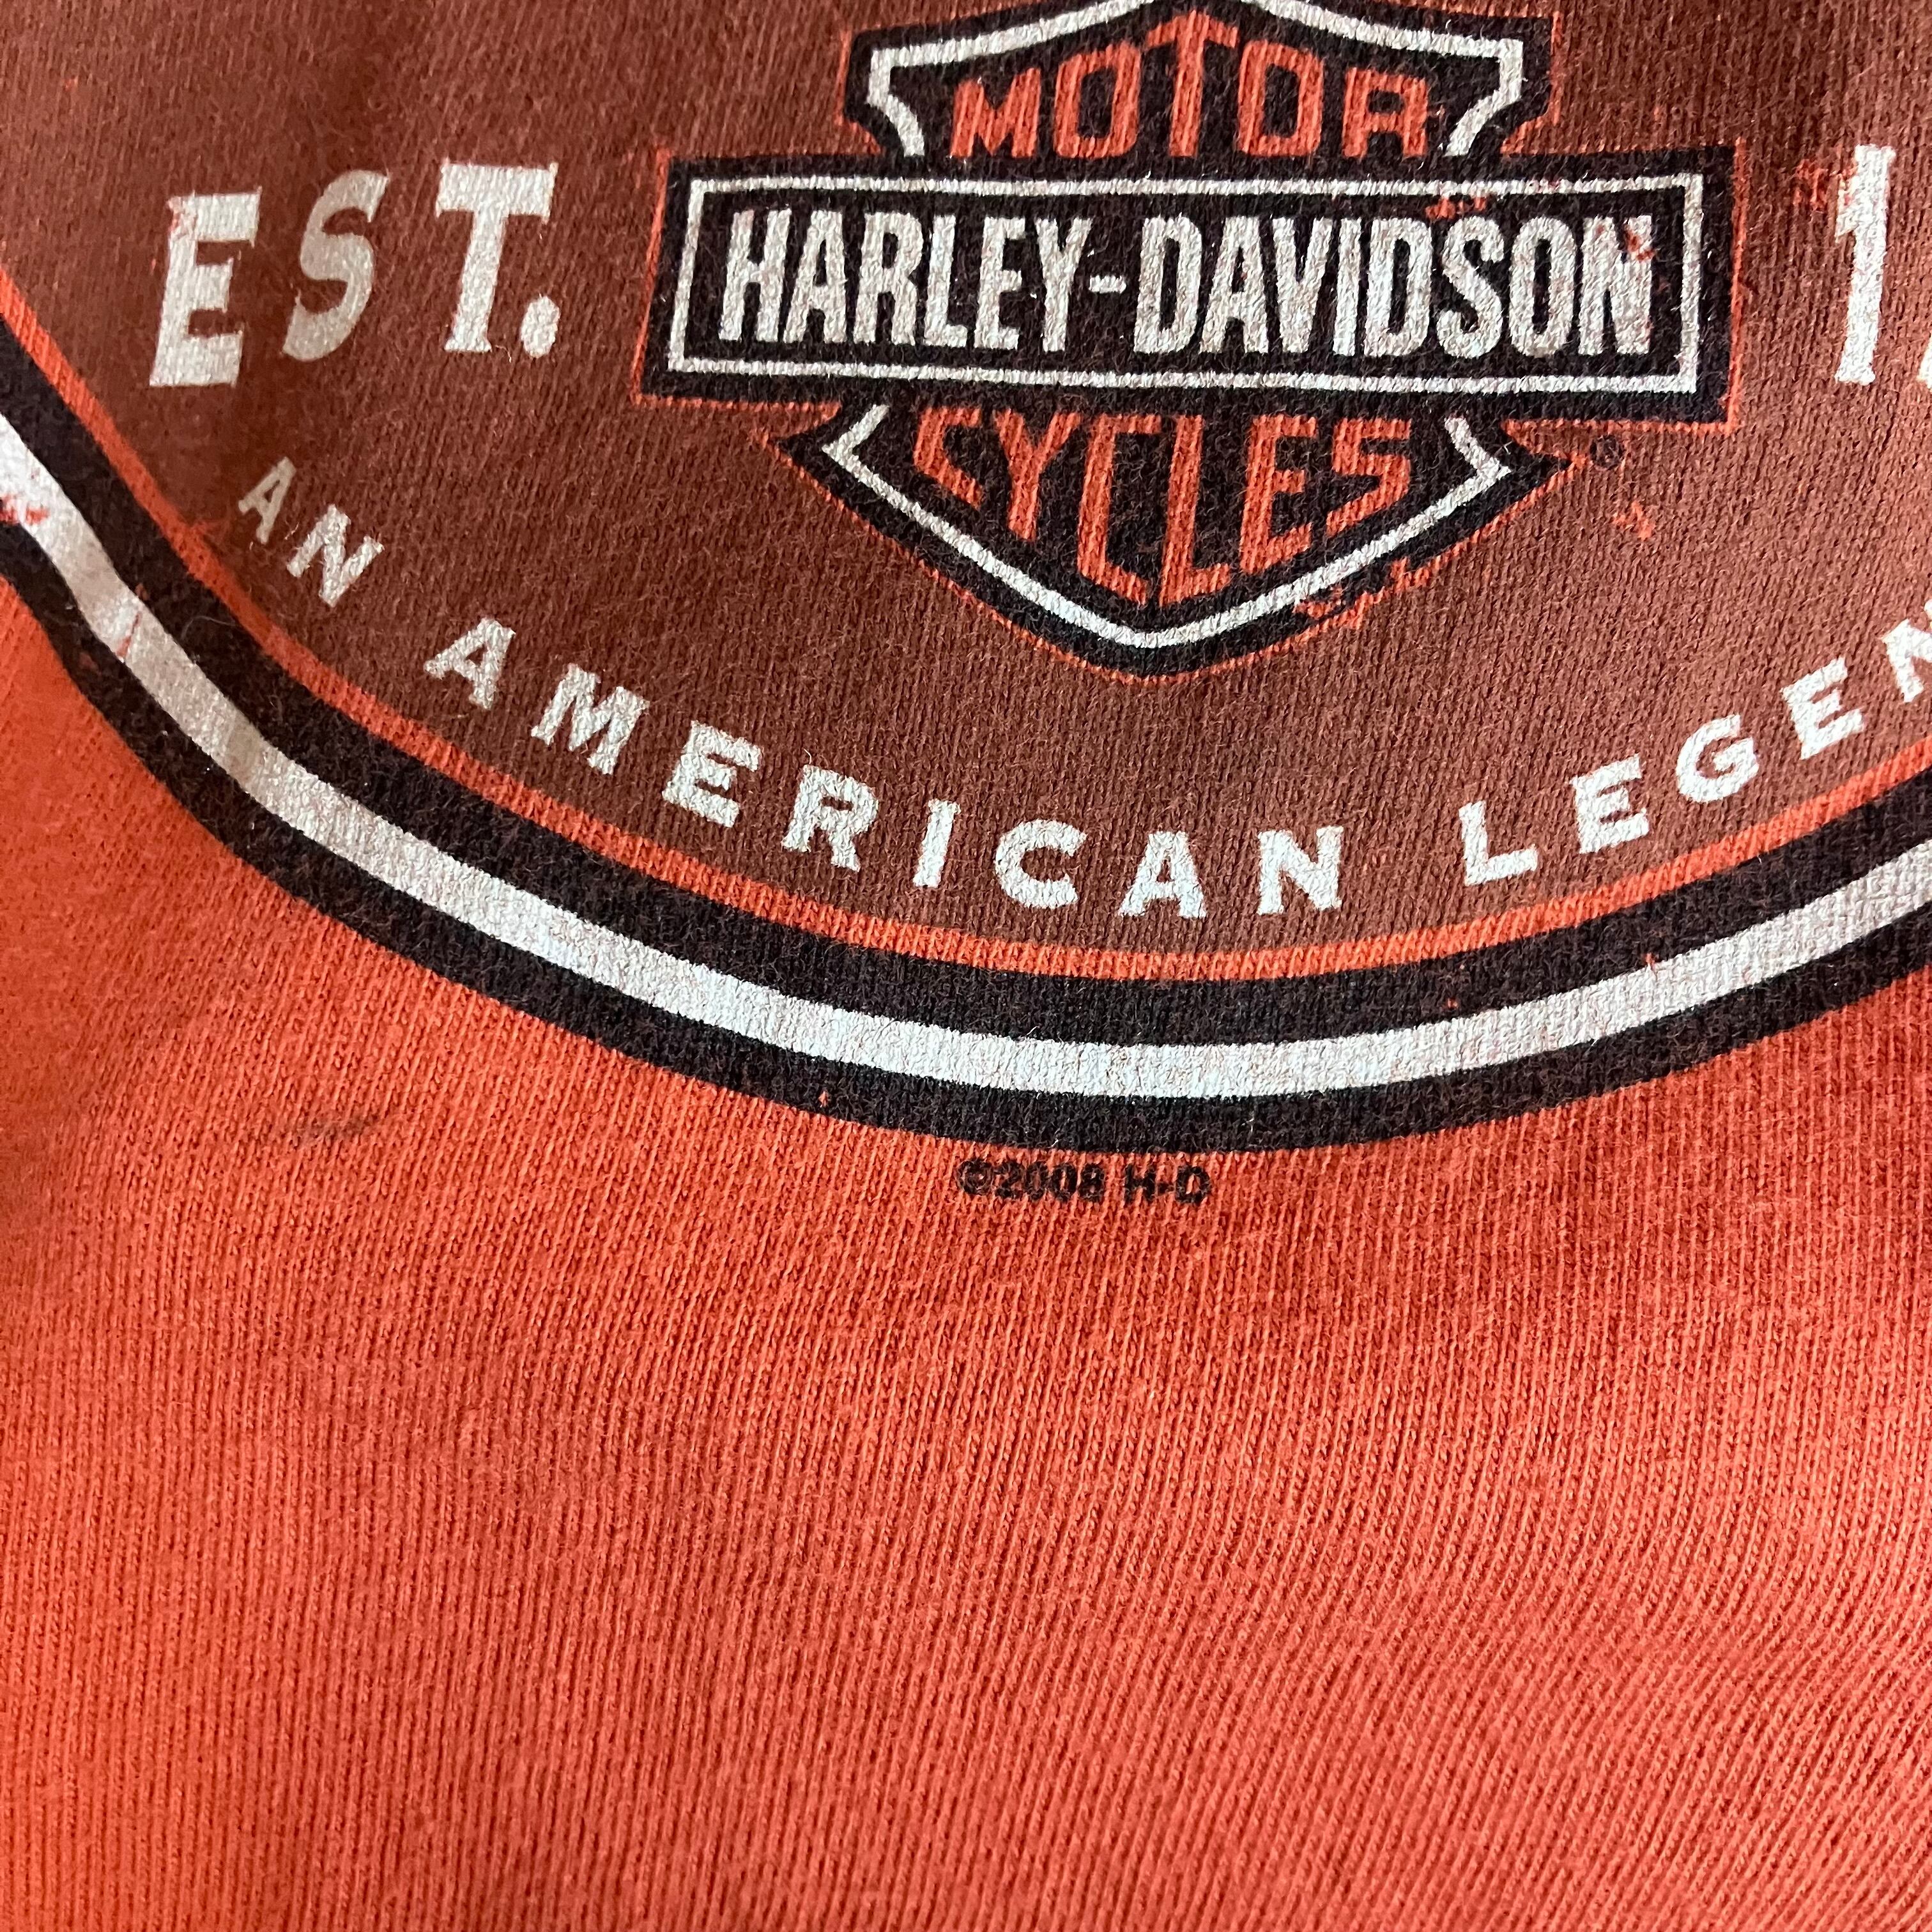 MOTOR
EST. HARLEY-DAVIDSON
CYCLES ®
AN AMERICAN LEGEN
©2008 H-D